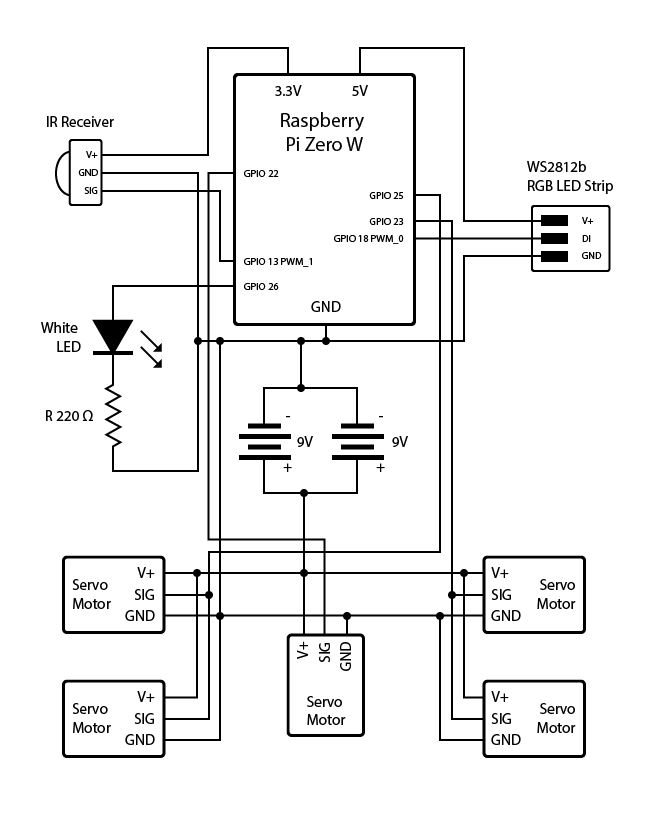 3.3V
5V
Raspberry
Pi Zero W
GPIO 22
GPIO 25
GPIO 23
GPIO 18 PWM_0
GPIO 13 PWM_1
GPIO 26
GND
IR Receiver
V+
GND
SIG
WS2812b
RGB LED Strip
V+
DI
GND
White
LED
R 220 Ω
-
9V
+
-
9V
+
Servo
Motor
V+
SIG
GND
V+
SIG
GND
Servo
Motor
Servo
Motor
V+
SIG
GND
V+
SIG
GND
Servo
Motor
V+
SIG
GND
Servo
Motor